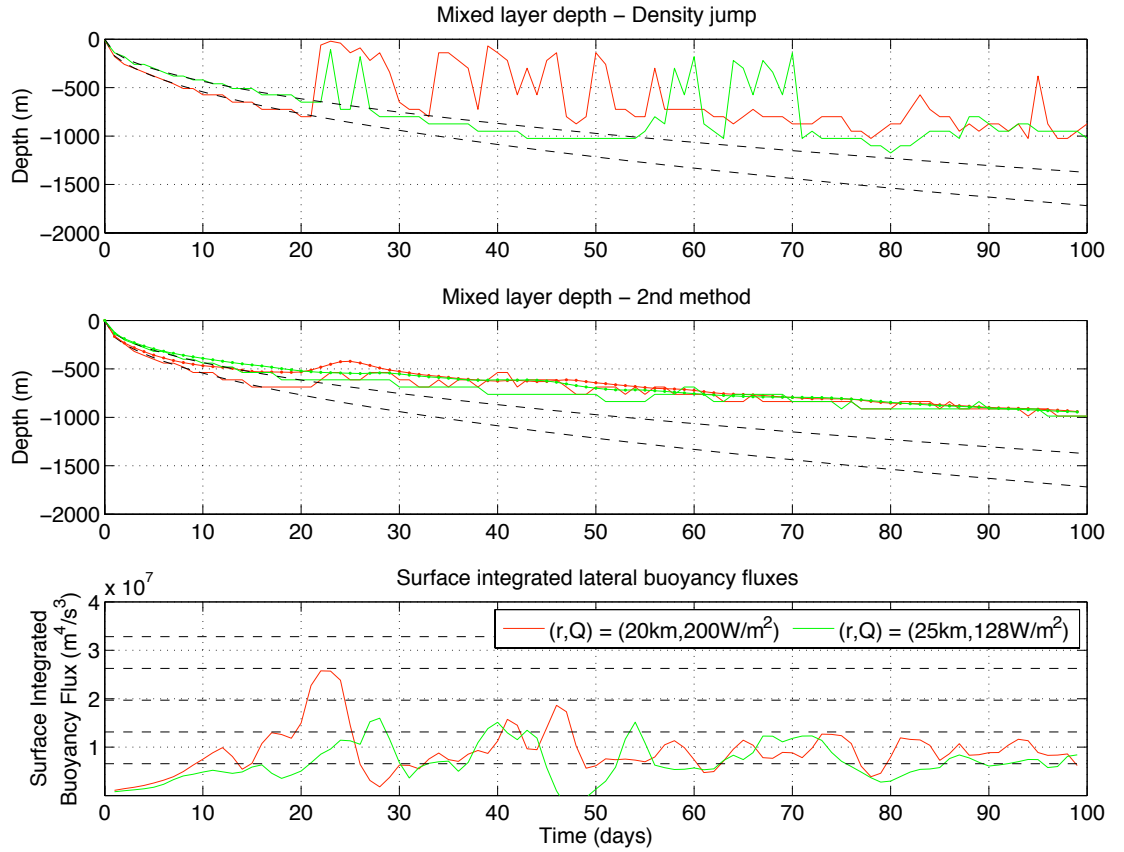 Mixed layer depth − Density jump
0
−500
−1000
−1500
−2000
Depth (m)
0 10 20 30 40 50 60 70 80 90 100
Mixed layer depth − 2nd method
0
−500
−1000
−1500
−2000
Depth (m)
0 10 20 30 40 50 60 70 80 90 100
Surface integrated lateral buoyancy fluxes
x 10^7
4
3
2
1
Surface Integrated
Buoyancy Flux (m^4/s^3)
(r,Q) = (20km,200W/m^2) (r,Q) = (25km,128W/m^2)
0 10 20 30 40 50 60 70 80 90 100
Time (days)